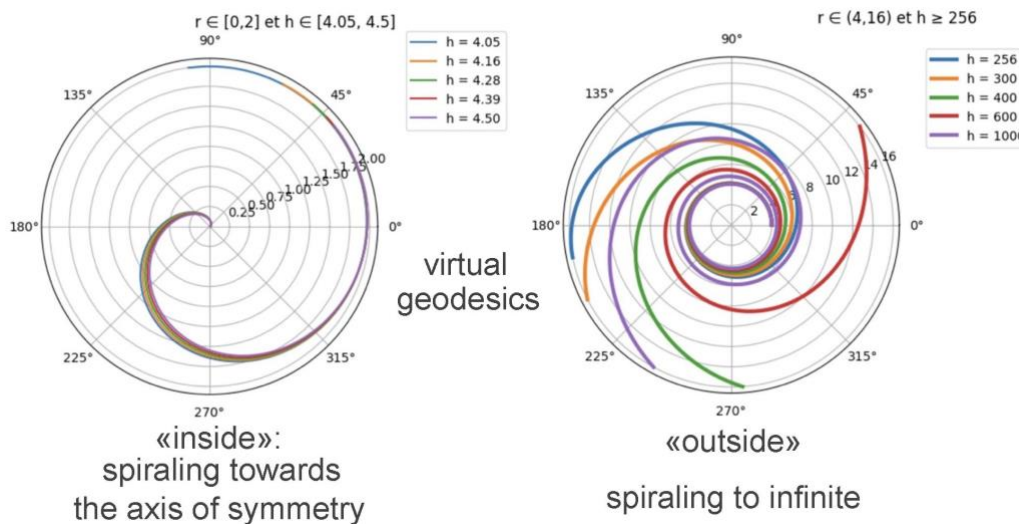 r ∈ [0,2] et h ∈ [4.05, 4.5]
90°
135°
45°
180°
0°
225°
315°
270°
0.25
0.50
0.75
1.00
1.25
1.50
1.75
2.00
h = 4.05
h = 4.16
h = 4.28
h = 4.39
h = 4.50
virtual
geodesics
r ∈ (4,16) et h ≥ 256
90°
135°
45°
180°
0°
225°
315°
270°
2
8
10
12
14
16
h = 256
h = 300
h = 400
h = 600
h = 1000
«inside»:
spiraling towards
the axis of symmetry
«outside»
spiraling to infinite